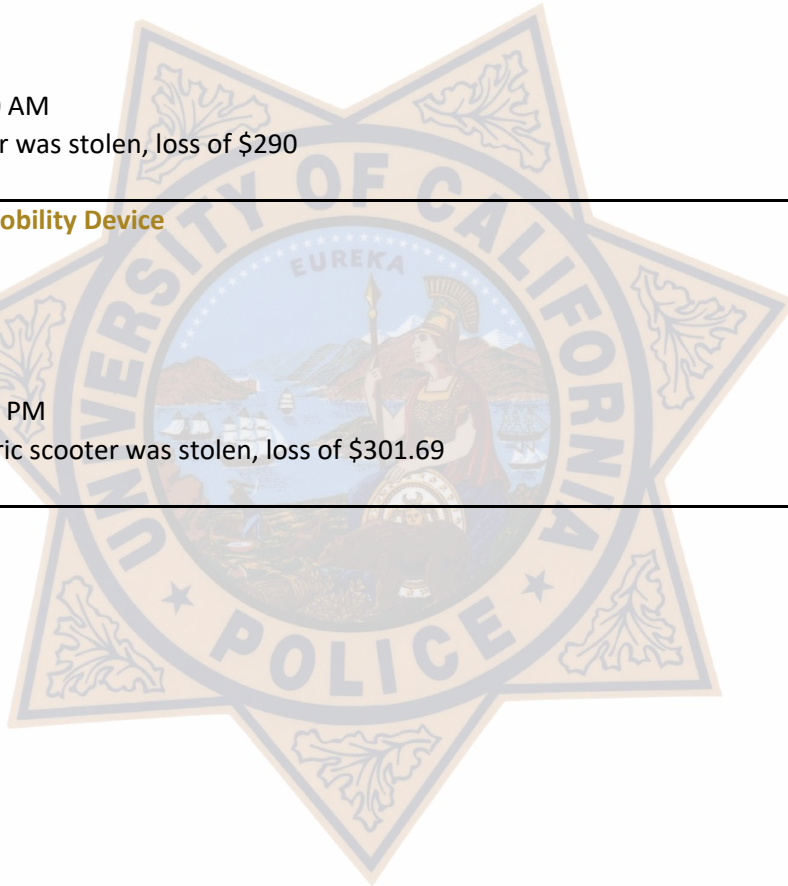 AM
r was stolen, loss of $290
obility Device
PM
ric scooter was stolen, loss of $301.69
UNIVERSITY OF CALIFORNIA
EUREKA
POLICE